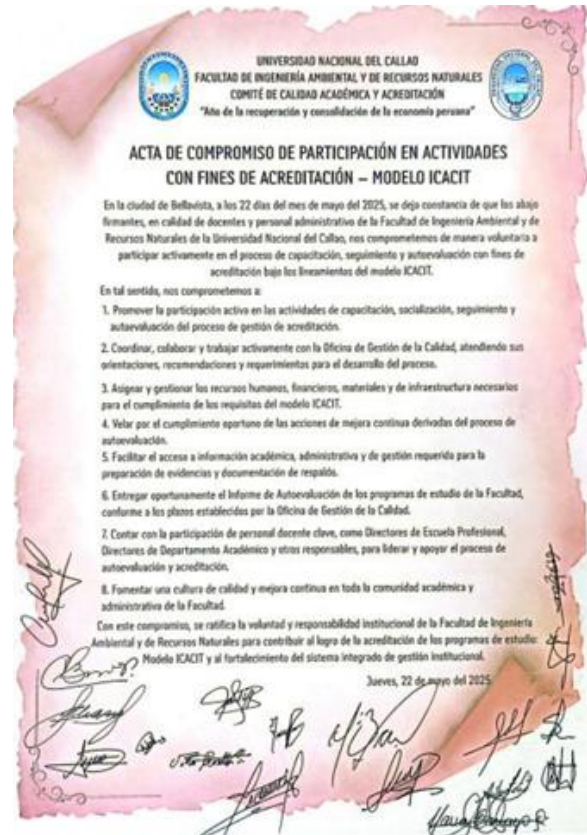 UNIVERSIDAD NACIONAL DEL CALLAO
FACULTAD DE INGENIERÍA AMBIENTAL Y DE RECURSOS NATURALES
COMITÉ DE CALIDAD ACADÉMICA Y ACREDITACIÓN
"Año de la recuperación y consolidación de la economía peruana"
ACTA DE COMPROMISO DE PARTICIPACIÓN EN ACTIVIDADES
CON FINES DE ACREDITACIÓN – MODELO ICACIT
En la ciudad de Bellavista, a los 22 días del mes de mayo del 2025, se deja constancia de que los abajo
firmantes, en calidad de docentes y personal administrativo de la Facultad de Ingeniería Ambiental y de
Recursos Naturales de la Universidad Nacional del Callao, nos comprometemos de manera voluntaria a
participar activamente en el proceso de capacitación, seguimiento y autoevaluación con fines de
acreditación bajo los lineamientos del modelo ICACIT.
En tal sentido, nos comprometemos a:
1. Promover la participación activa en las actividades de capacitación, socialización, seguimiento y
autoevaluación del proceso de gestión de acreditación.
2. Coordinar, colaborar y trabajar activamente con la Oficina de Gestión de la Calidad, atendiendo sus
orientaciones, recomendaciones y requerimientos para el desarrollo del proceso.
3. Asignar y gestionar los recursos humanos, financieros, materiales y de infraestructura necesarios
para el cumplimiento de los requisitos del modelo ICACIT.
4. Velar por el cumplimiento oportuno de las acciones de mejora continua derivadas del proceso de
autoevaluación.
5. Facilitar el acceso a información académica, administrativa y de gestión requerida para la
preparación de evidencias y documentación de respaldo.
6. Entregar oportunamente el Informe de Autoevaluación de los programas de estudio de la Facultad,
conforme a los plazos establecidos por la Oficina de Gestión de la Calidad.
7. Contar con la participación de personal docente clave, como Directores de Escuela Profesional,
Directores de Departamento Académico y otros responsables, para liderar y apoyar el proceso de
autoevaluación y acreditación.
8. Fomentar una cultura de calidad y mejora continua en toda la comunidad académica y
administrativa de la Facultad.
Con este compromiso, se ratifica la voluntad y responsabilidad institucional de la Facultad de Ingeniería
Ambiental y de Recursos Naturales para contribuir al logro de la acreditación de los programas de estudio:
Modelo ICACIT y al fortalecimiento del sistema integrado de gestión institucional.
Jueves, 22 de mayo del 2025